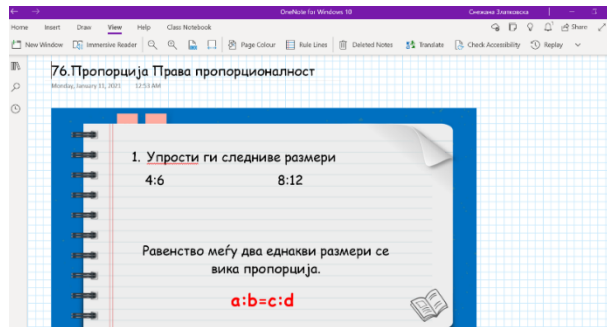 OneNote for Windows 10
Снежана Златковска
Home Insert Draw View Help Class Notebook
Share
New Window Immersive Reader Page Colour Rule Lines Deleted Notes Translate Check Accessibility Replay
76.Пропорција Права пропорционалност
Monday, January 11, 2021 12:53 AM
1. Упрости ги следниве размери
4:6 8:12
Равенство меѓу два еднакви размери се
вика пропорција.
a:b=c:d